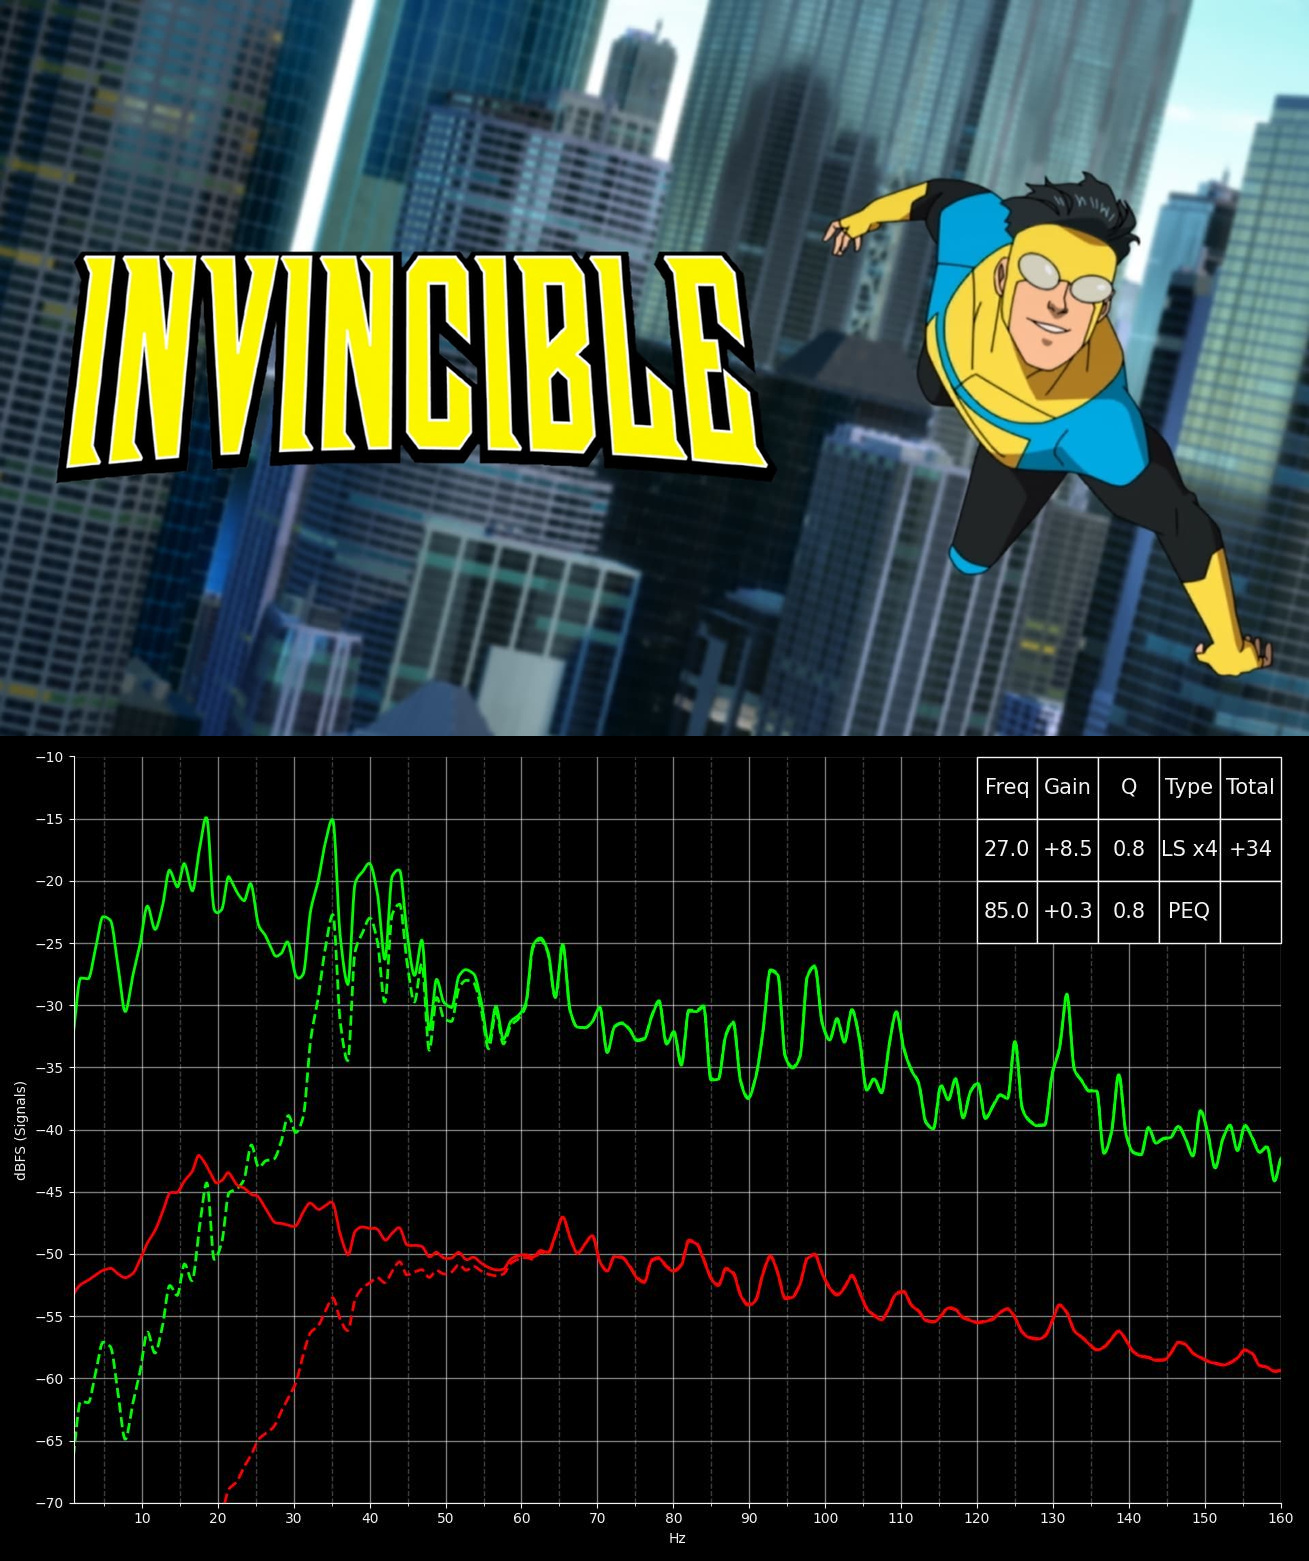 INVINCIBLE
Freq Gain Q Type Total
27.0 +8.5 0.8 LS x4 +34
85.0 +0.3 0.8 PEQ
−10
−15
−20
−25
−30
−35
−40
−45
−50
−55
−60
−65
−70
dBFS (Signals)
10 20 30 40 50 60 70 80 90 100 110 120 130 140 150 160
Hz